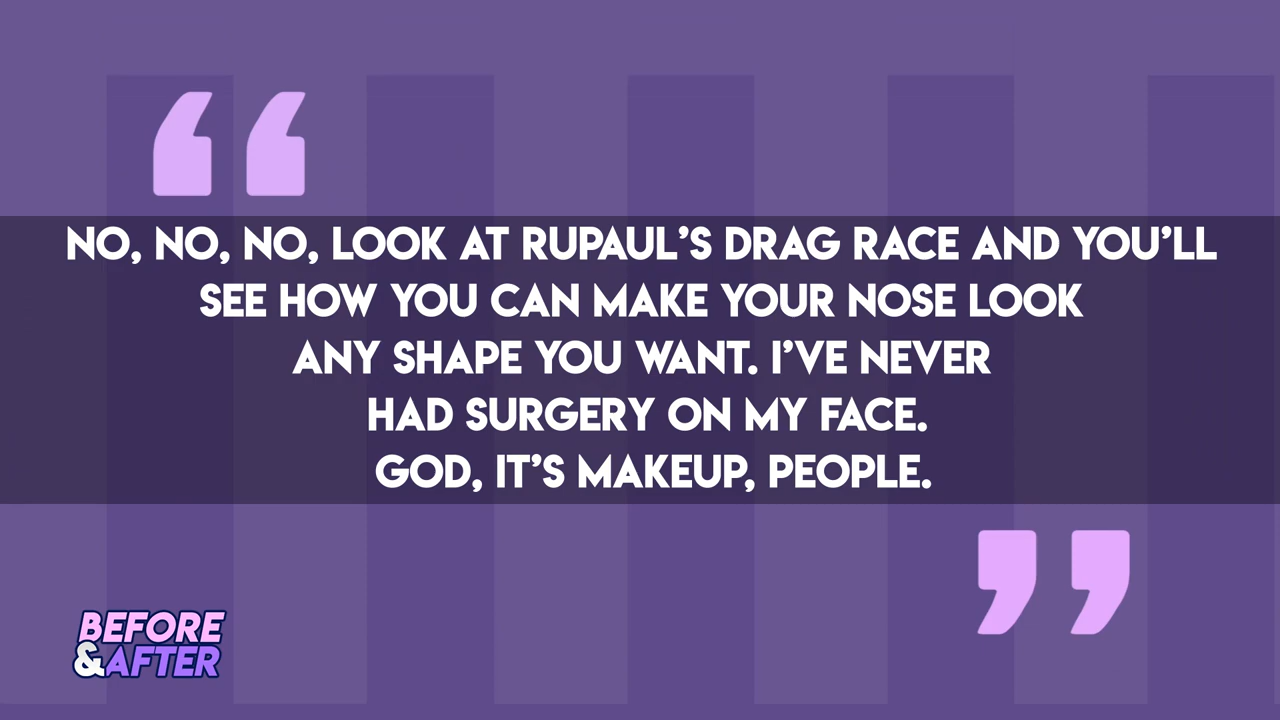 NO, NO, NO, LOOK AT RUPAUL’S DRAG RACE AND YOU’LL
SEE HOW YOU CAN MAKE YOUR NOSE LOOK
ANY SHAPE YOU WANT. I’VE NEVER
HAD SURGERY ON MY FACE.
GOD, IT’S MAKEUP, PEOPLE.
BEFORE
&AFTER